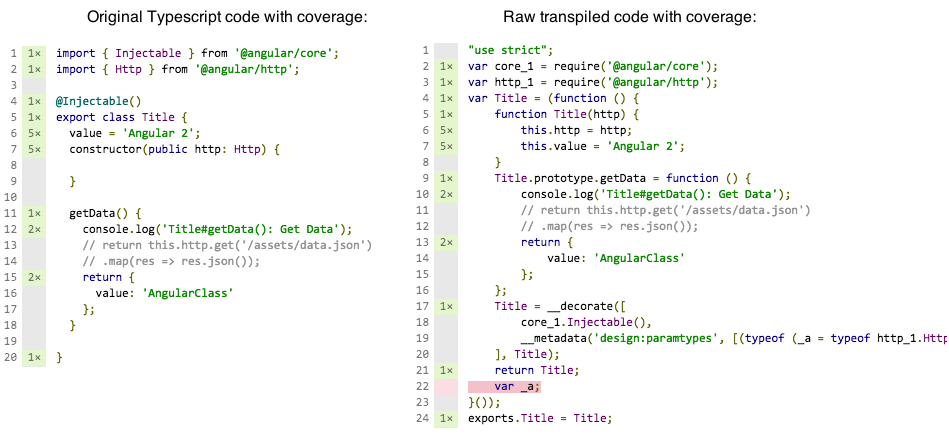 Original Typescript code with coverage:
1 1× import { Injectable } from '@angular/core';
2 1× import { Http } from '@angular/http';
3
4 1× @Injectable()
5 1× export class Title {
6 5× value = 'Angular 2';
7 5× constructor(public http: Http) {
8
9 }
10
11 1× getData() {
12 2× console.log('Title#getData(): Get Data');
13 // return this.http.get('/assets/data.json')
14 // .map(res => res.json());
15 2× return {
16 value: 'AngularClass'
17 };
18 }
19
20 1× }
Raw transpiled code with coverage:
1 "use strict";
2 1× var core_1 = require('@angular/core');
3 1× var http_1 = require('@angular/http');
4 1× var Title = (function () {
5 1× function Title(http) {
6 5× this.http = http;
7 5× this.value = 'Angular 2';
8 }
9 1× Title.prototype.getData = function () {
10 2× console.log('Title#getData(): Get Data');
11 // return this.http.get('/assets/data.json')
12 // .map(res => res.json());
13 2× return {
14 value: 'AngularClass'
15 };
16 };
17 1× Title = __decorate([
18 core_1.Injectable(),
19 __metadata('design:paramtypes', [(typeof (_a = typeof http_1.Http
20 ], Title);
21 1× return Title;
22 var _a;
23 }());
24 1× exports.Title = Title;